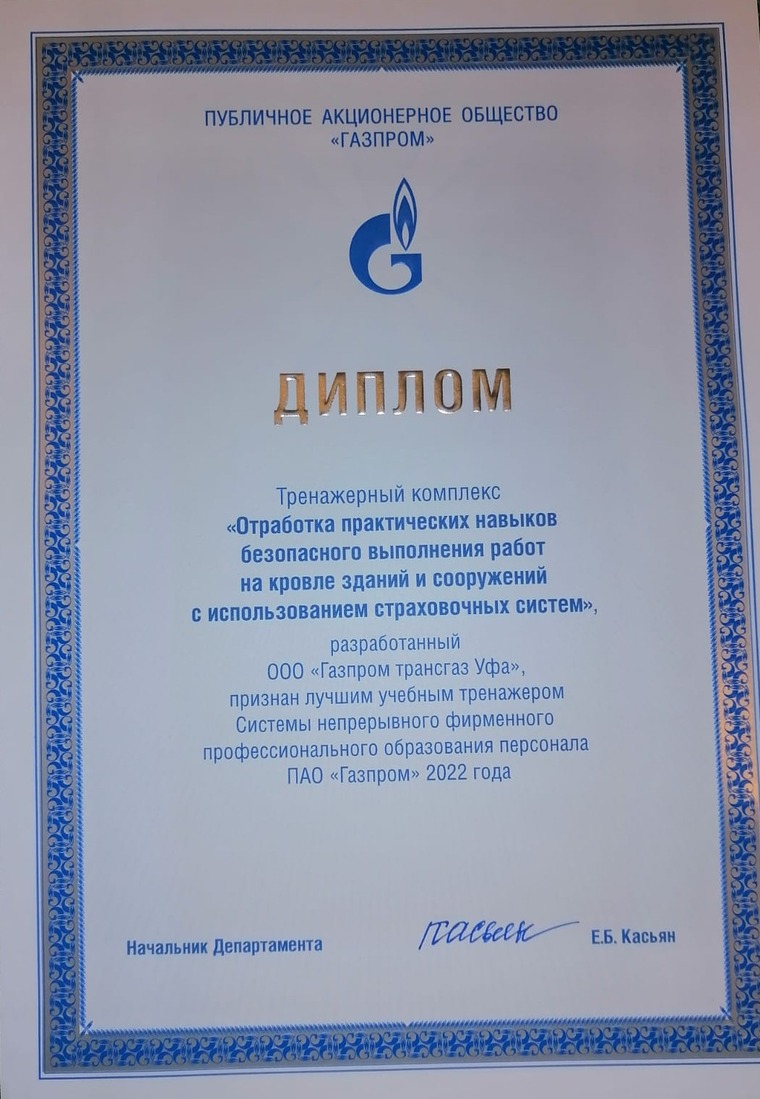 ПУБЛИЧНОЕ АКЦИОНЕРНОЕ ОБЩЕСТВО
«ГАЗПРОМ»
ДИПЛОМ
Тренажерный комплекс
«Отработка практических навыков
безопасного выполнения работ
на кровле зданий и сооружений
с использованием страховочных систем»,
разработанный
ООО «Газпром трансгаз Уфа»,
признан лучшим учебным тренажером
Системы непрерывного фирменного
профессионального образования персонала
ПАО «Газпром» 2022 года
Начальник Департамента Касьян Е.Б. Касьян